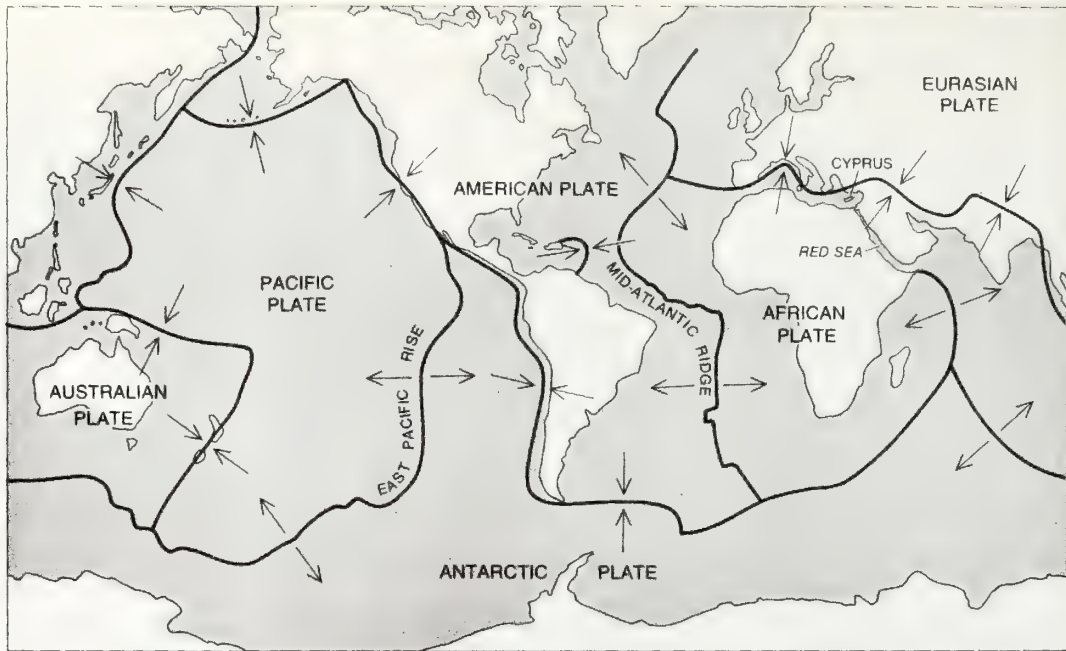 EURASIAN
PLATE
CYPRUS
AMERICAN PLATE
RED SEA
PACIFIC
PLATE
MID-ATLANTIC RIDGE
AFRICAN
PLATE
AUSTRALIAN
PLATE
EAST PACIFIC RISE
ANTARCTIC PLATE